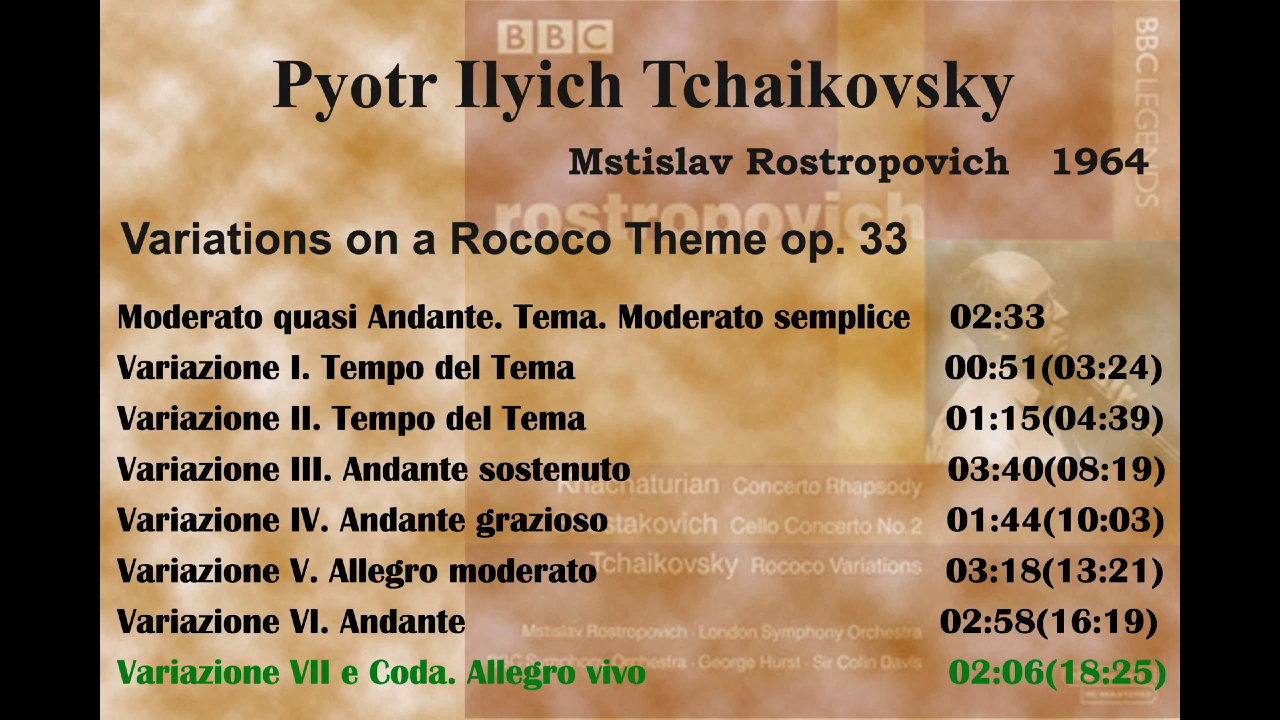 BBC
BBC LEGENDS
Pyotr Ilyich Tchaikovsky
Mstislav Rostropovich 1964
rostropovich
Variations on a Rococo Theme op. 33
Moderato quasi Andante. Tema. Moderato semplice 02:33
Variazione I. Tempo del Tema 00:51(03:24)
Variazione II. Tempo del Tema 01:15(04:39)
Variazione III. Andante sostenuto 03:40(08:19)
Khachaturian Concerto Rhapsody
Variazione IV. Andante grazioso 01:44(10:03)
Cello Concerto No.2
Variazione V. Allegro moderato 03:18(13:21)
Tchaikovsky Rococo Variations
Variazione VI. Andante 02:58(16:19)
Mstislav Rostropovich · London Symphony Orchestra
BBC Symphony Orchestra · George Hurst · Sir Colin Davis
Variazione VII e Coda. Allegro vivo 02:06(18:25)